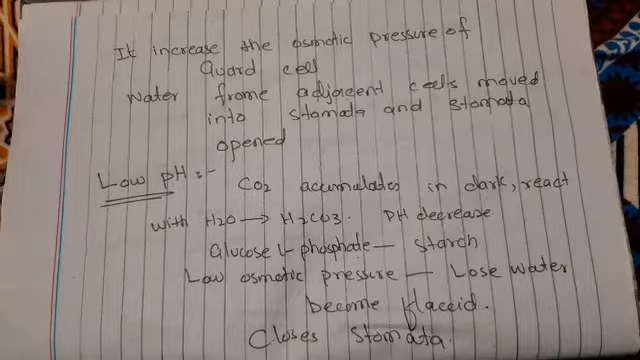 It increase the osmotic pressure of
Guard cell
Water frome adjacent cells moved
into stomata and stomata
opened
Low pH :-
CO2 accumalates in dark, react
with H2O → H2CO3. PH decrease
Glucose 1-phosphate — starch
Low osmotic pressure — Lose water
become flaccid.
Closes Stomata.